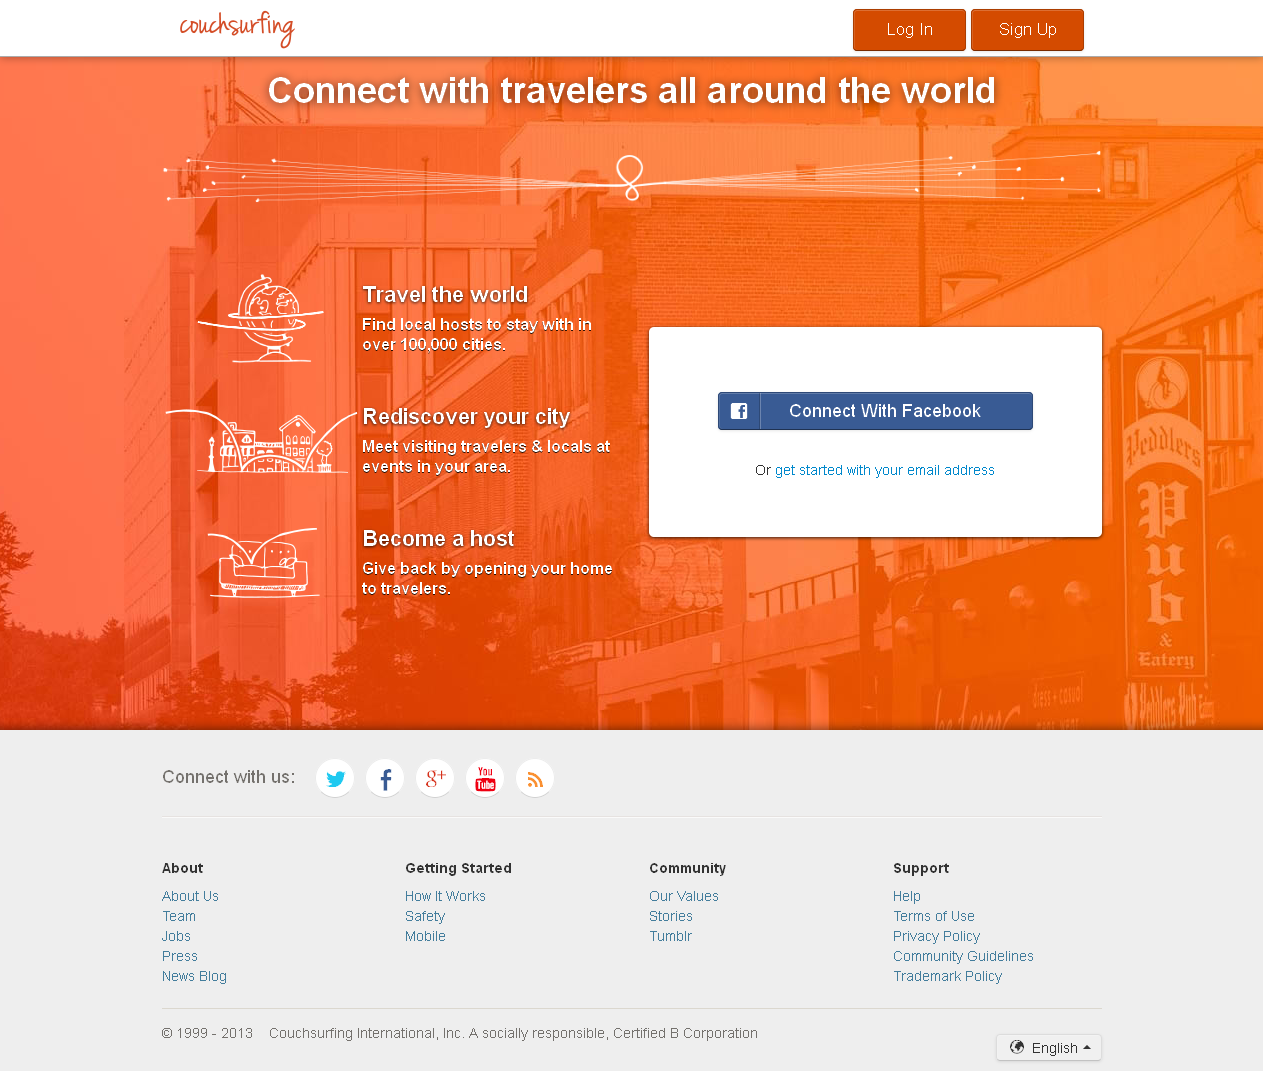 couchsurfing
Log In
Sign Up
Connect with travelers all around the world
Travel the world
Find local hosts to stay with in
over 100,000 cities.
Rediscover your city
Meet visiting travelers & locals at
events in your area.
Become a host
Give back by opening your home
to travelers.
Connect With Facebook
Or get started with your email address
Peddlers
Pub
&
Eatery
dress • casual
Peddlers Pub
Connect with us:
You
Tube
About
About Us
Team
Jobs
Press
News Blog
Getting Started
How It Works
Safety
Mobile
Community
Our Values
Stories
Tumblr
Support
Help
Terms of Use
Privacy Policy
Community Guidelines
Trademark Policy
© 1999 - 2013 Couchsurfing International, Inc. A socially responsible, Certified B Corporation
English